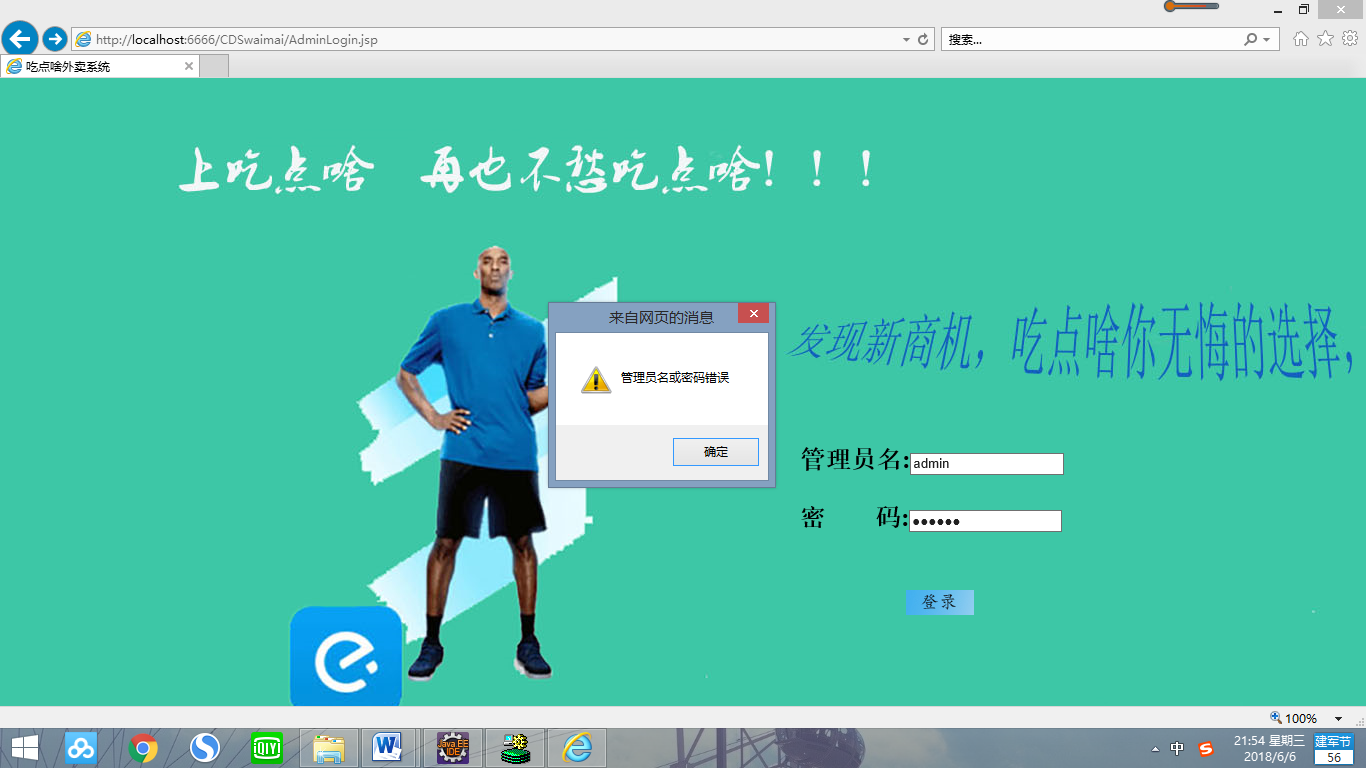 http://localhost:6666/CDSwaimai/AdminLogin.jsp
搜索...
吃点啥外卖系统
上吃点啥 再也不愁吃点啥！！！
来自网页的消息
管理员名或密码错误
确定
发现新商机，吃点啥你无悔的选择，
管理员名:admin
密 码:••••••
登录
100%
iQIYI
Java EE
IDE
中
21:54 星期三
2018/6/6
建军节
56